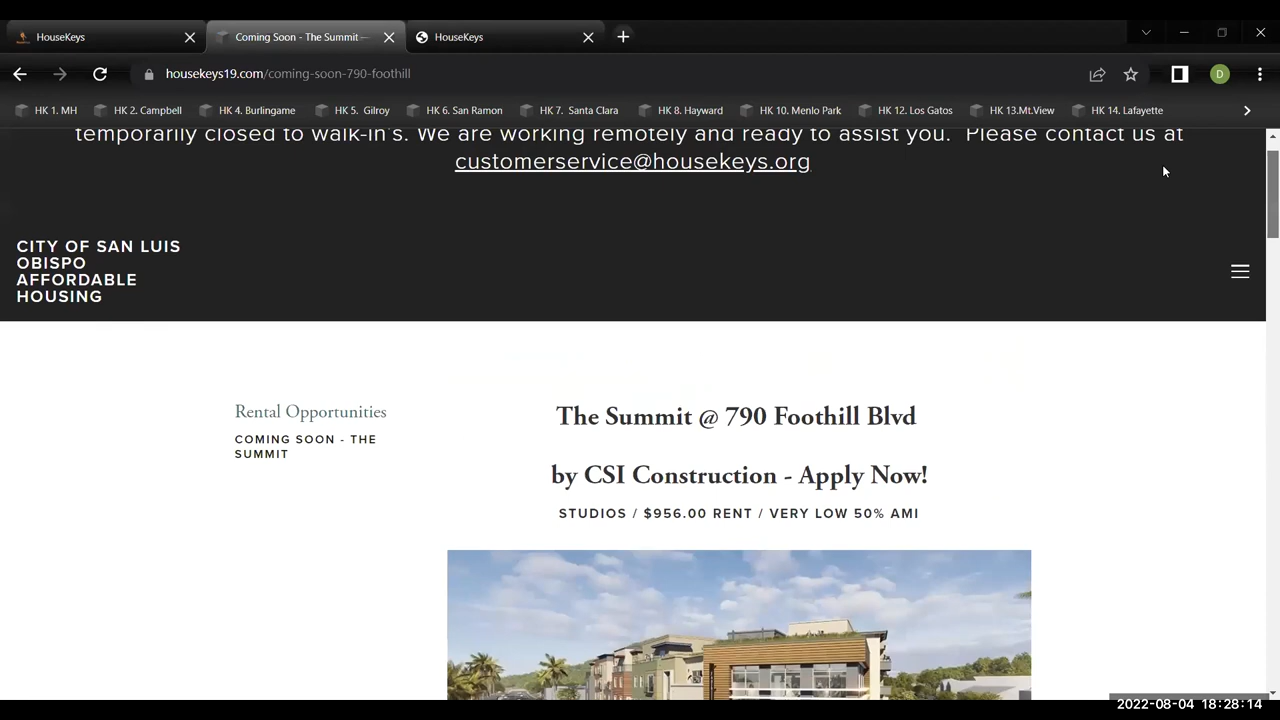 HouseKeys
Coming Soon - The Summit —
HouseKeys
housekeys19.com/coming-soon-790-foothill
D
HK 1. MH
HK 2. Campbell
HK 4. Burlingame
HK 5. Gilroy
HK 6. San Ramon
HK 7. Santa Clara
HK 8. Hayward
HK 10. Menlo Park
HK 12. Los Gatos
HK 13.Mt.View
HK 14. Lafayette
temporarily closed to walk-in's. We are working remotely and ready to assist you. Please contact us at
customerservice@housekeys.org
CITY OF SAN LUIS
OBISPO
AFFORDABLE
HOUSING
Rental Opportunities
COMING SOON - THE
SUMMIT
The Summit @ 790 Foothill Blvd
by CSI Construction - Apply Now!
STUDIOS / $956.00 RENT / VERY LOW 50% AMI
2022-08-04 18:28:14